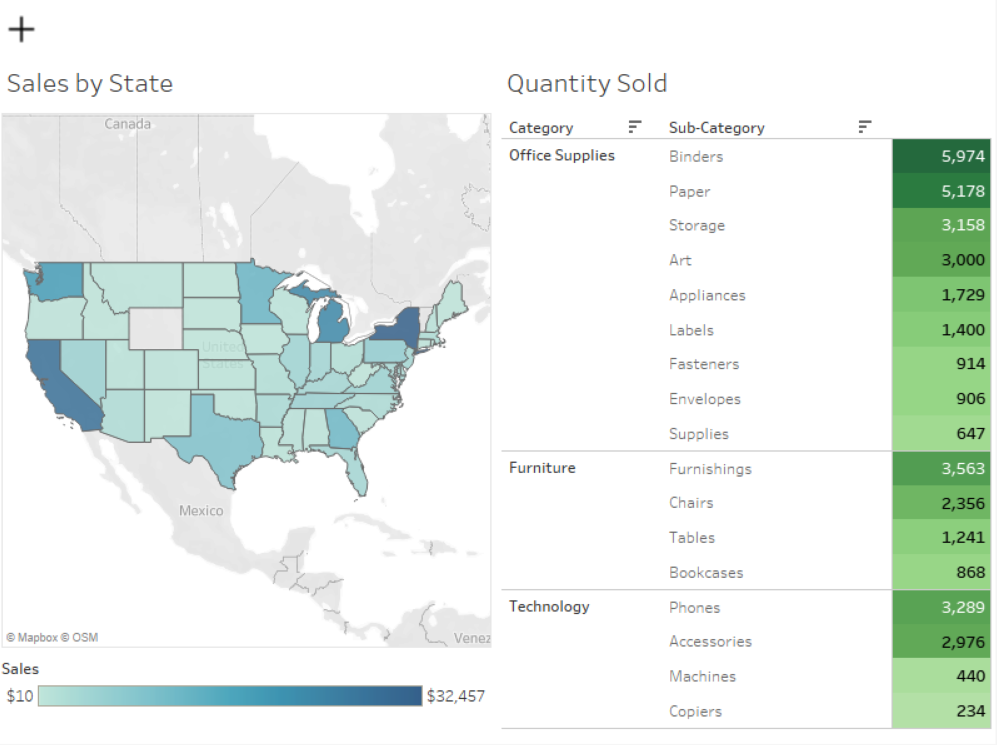 Sales by State
Canada
United
States
Mexico
Venez
© Mapbox © OSM
Sales
$10 $32,457
Quantity Sold
Category Sub-Category
Office Supplies Binders 5,974
Paper 5,178
Storage 3,158
Art 3,000
Appliances 1,729
Labels 1,400
Fasteners 914
Envelopes 906
Supplies 647
Furniture Furnishings 3,563
Chairs 2,356
Tables 1,241
Bookcases 868
Technology Phones 3,289
Accessories 2,976
Machines 440
Copiers 234